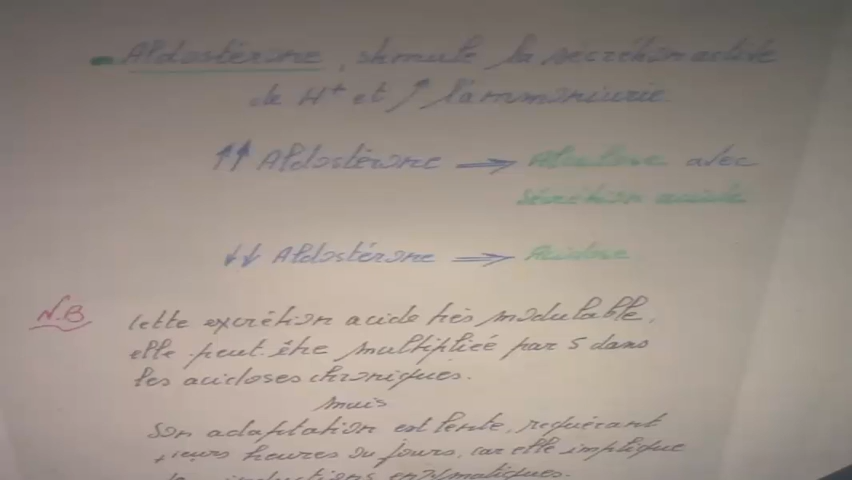 - Aldostérone, stimule la sécrétion active
de H+ et ↑ l'ammoniurie.
↑↑ Aldostérone ⇒ Alcalose avec
sécrétion acide
↓↓ Aldostérone ⇒ Acidose
N.B cette excrétion acide très modulable,
elle peut être multipliée par 5 dans
les acidoses chroniques.
mais
son adaptation est lente, requérant
heures ou jours, car elle implique
inductions enzymatiques.